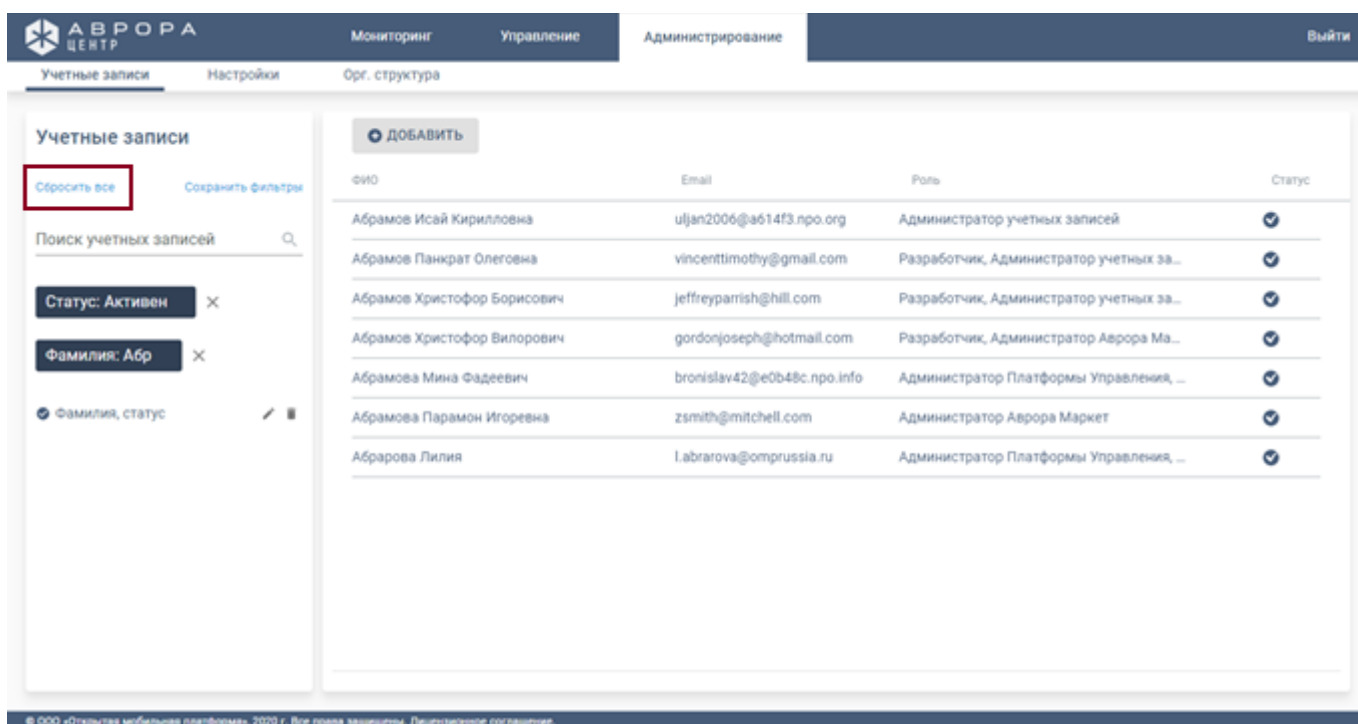 АВРОРА
ЦЕНТР
Мониторинг Управление Администрирование Выйти
Учетные записи Настройки Орг. структура
Учетные записи
ДОБАВИТЬ
Сбросить все Сохранить фильтры
ФИО Email Роль Статус
Поиск учетных записей
Абрамов Исай Кирилловна uljan2006@a614f3.npo.org Администратор учетных записей
Абрамов Панкрат Олеговна vincenttimothy@gmail.com Разработчик, Администратор учетных за...
Статус: Активен
Абрамов Христофор Борисович jeffreyparrish@hill.com Разработчик, Администратор учетных за...
Абрамов Христофор Вилорович gordonjoseph@hotmail.com Разработчик, Администратор Аврора Ма...
Фамилия: Абр
Абрамова Мина Фадеевич bronislav42@e0b48c.npo.info Администратор Платформы Управления, ...
Фамилия, статус
Абрамова Парамон Игоревна zsmith@mitchell.com Администратор Аврора Маркет
Абрарова Лилия l.abrarova@omprussia.ru Администратор Платформы Управления, ...
© ООО «Открытая мобильная платформа», 2020 г. Все права защищены. Лицензионное соглашение.